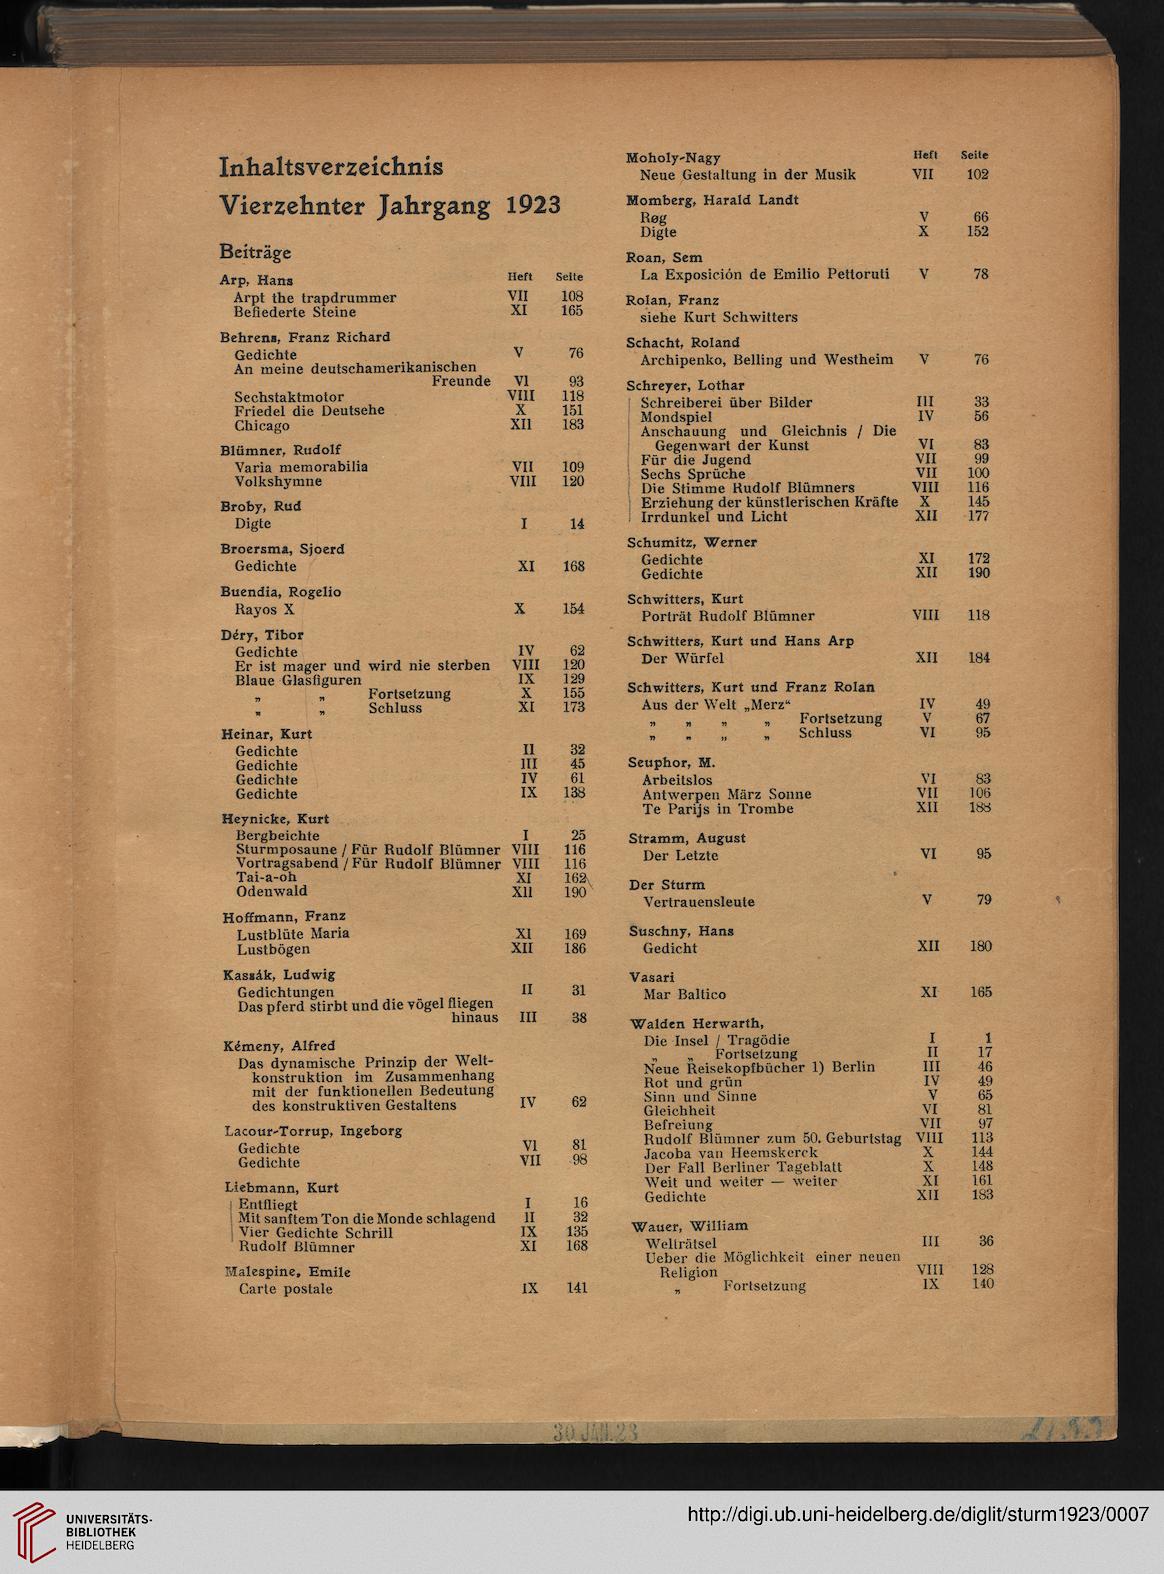 Inhaltsverzeichnis
Vierzehnter Jahrgang 1923
Beiträge
Heft Seite
Arp, Hans
Arpt the trapdrummer VII 108
Befiederte Steine XI 165
Behrens, Franz Richard
Gedichte V 76
An meine deutschamerikanischen
Freunde VI 93
Sechstaktmotor VIII 118
Friedel die Deutsehe X 151
Chicago XII 183
Blümner, Rudolf
Varia memorabilia VII 109
Volkshymne VIII 120
Broby, Rud
Digte I 14
Broersma, Sjoerd
Gedichte XI 168
Buendia, Rogelio
Rayos X X 154
Déry, Tibor
Gedichte IV 62
Er ist mager und wird nie sterben VIII 120
Blaue Glasfiguren IX 129
„ „ Fortsetzung X 155
„ „ Schluss XI 173
Heinar, Kurt
Gedichte II 32
Gedichte III 45
Gedichte IV 61
Gedichte IX 138
Heynicke, Kurt
Bergbeichte I 25
Sturmposaune / Für Rudolf Blümner VIII 116
Vortragsabend / Für Rudolf Blümner VIII 116
Tai-a-oh XI 162
Odenwald XII 190
Hoffmann, Franz
Lustblüte Maria XI 169
Lustbögen XII 186
Kassák, Ludwig
Gedichtungen II 31
Das pferd stirbt und die vögel fliegen
hinaus III 38
Kémeny, Alfred
Das dynamische Prinzip der Welt-
konstruktion im Zusammenhang
mit der funktionellen Bedeutung
des konstruktiven Gestaltens IV 62
Lacour-Torrup, Ingeborg
Gedichte VI 81
Gedichte VII 98
Liebmann, Kurt
Entfliegt I 16
Mit sanftem Ton die Monde schlagend II 32
Vier Gedichte Schrill IX 135
Rudolf Blümner XI 168
Malespine, Emile
Carte postale IX 141
Heft Seite
Moholy-Nagy
Neue Gestaltung in der Musik VII 102
Momberg, Harald Landt
Røg V 66
Digte X 152
Roan, Sem
La Exposición de Emilio Pettoruti V 78
Rolan, Franz
siehe Kurt Schwitters
Schacht, Roland
Archipenko, Belling und Westheim V 76
Schreyer, Lothar
Schreiberei über Bilder III 33
Mondspiel IV 56
Anschauung und Gleichnis / Die
Gegenwart der Kunst VI 83
Für die Jugend VII 99
Sechs Sprüche VII 100
Die Stimme Rudolf Blümners VIII 116
Erziehung der künstlerischen Kräfte X 145
Irrdunkel und Licht XII 177
Schumitz, Werner
Gedichte XI 172
Gedichte XII 190
Schwitters, Kurt
Porträt Rudolf Blümner VIII 118
Schwitters, Kurt und Hans Arp
Der Würfel XII 184
Schwitters, Kurt und Franz Rolan
Aus der Welt „Merz“ IV 49
„ „ „ „ Fortsetzung V 67
„ „ „ „ Schluss VI 95
Seuphor, M.
Arbeitslos VI 83
Antwerpen März Sonne VII 106
Te Parijs in Trombe XII 188
Stramm, August
Der Letzte VI 95
Der Sturm
Vertrauensleute V 79
Suschny, Hans
Gedicht XII 180
Vasari
Mar Baltico XI 165
Walden Herwarth,
Die Insel / Tragödie I 1
„ „ Fortsetzung II 17
Neue Reisekopfbücher 1) Berlin III 46
Rot und grün IV 49
Sinn und Sinne V 65
Gleichheit VI 81
Befreiung VII 97
Rudolf Blümner zum 50. Geburtstag VIII 113
Jacoba van Heemskerck X 144
Der Fall Berliner Tageblatt X 148
Weit und weiter — weiter XI 161
Gedichte XII 183
Wauer, William
Welträtsel III 36
Ueber die Möglichkeit einer neuen
Religion VIII 128
„ Fortsetzung IX 140
30 JAN. 23
UNIVERSITÄTS-
BIBLIOTHEK
HEIDELBERG
http://digi.ub.uni-heidelberg.de/diglit/sturm1923/0007